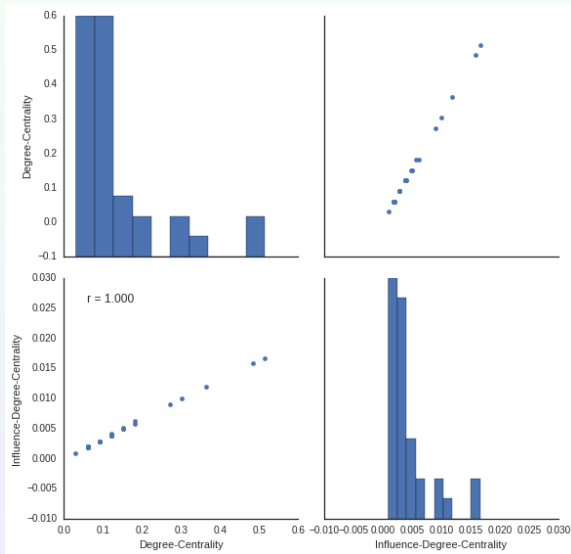 0.6
0.5
0.4
0.3
0.2
0.1
0.0
−0.1
Degree-Centrality
0.030
0.025
0.020
0.015
0.010
0.005
0.000
−0.005
−0.010
Influence-Degree-Centrality
r = 1.000
0.0 0.1 0.2 0.3 0.4 0.5 0.6
Degree-Centrality
−0.010−0.005 0.000 0.005 0.010 0.015 0.020 0.025 0.030
Influence-Degree-Centrality